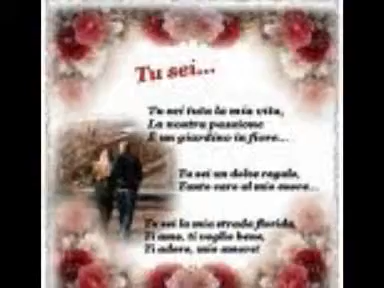 Tu sei...
Tu sei tuta la mia vita,
La nostra passione
E un giardino in fiore...
Tu sei un dolce regalo,
Tanto caro al mio cuore...
Tu sei la mia strada florida,
Ti amo, ti voglio bene,
Ti adoro, mio amore!